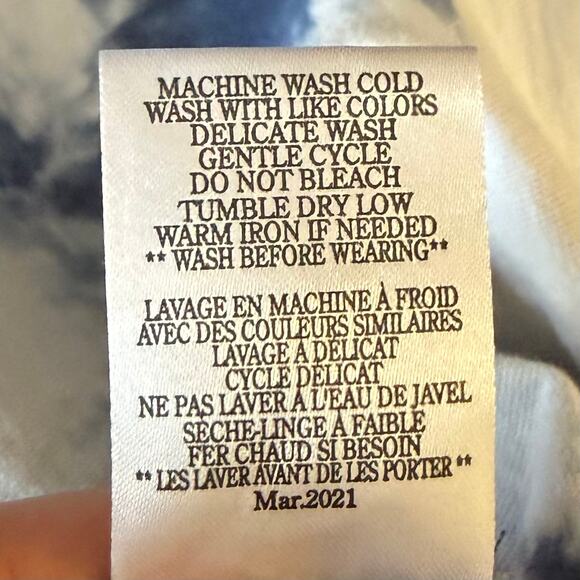 MACHINE WASH COLD
WASH WITH LIKE COLORS
DELICATE WASH
GENTLE CYCLE
DO NOT BLEACH
TUMBLE DRY LOW
WARM IRON IF NEEDED
** WASH BEFORE WEARING**
LAVAGE EN MACHINE À FROID
AVEC DES COULEURS SIMILAIRES
LAVAGE A DELICAT
CYCLE DELICAT
NE PAS LAVER À L'EAU DE JAVEL
SECHE-LINGE A FAIBLE
FER CHAUD SI BESOIN
** LES LAVER AVANT DE LES PORTER **
Mar.2021